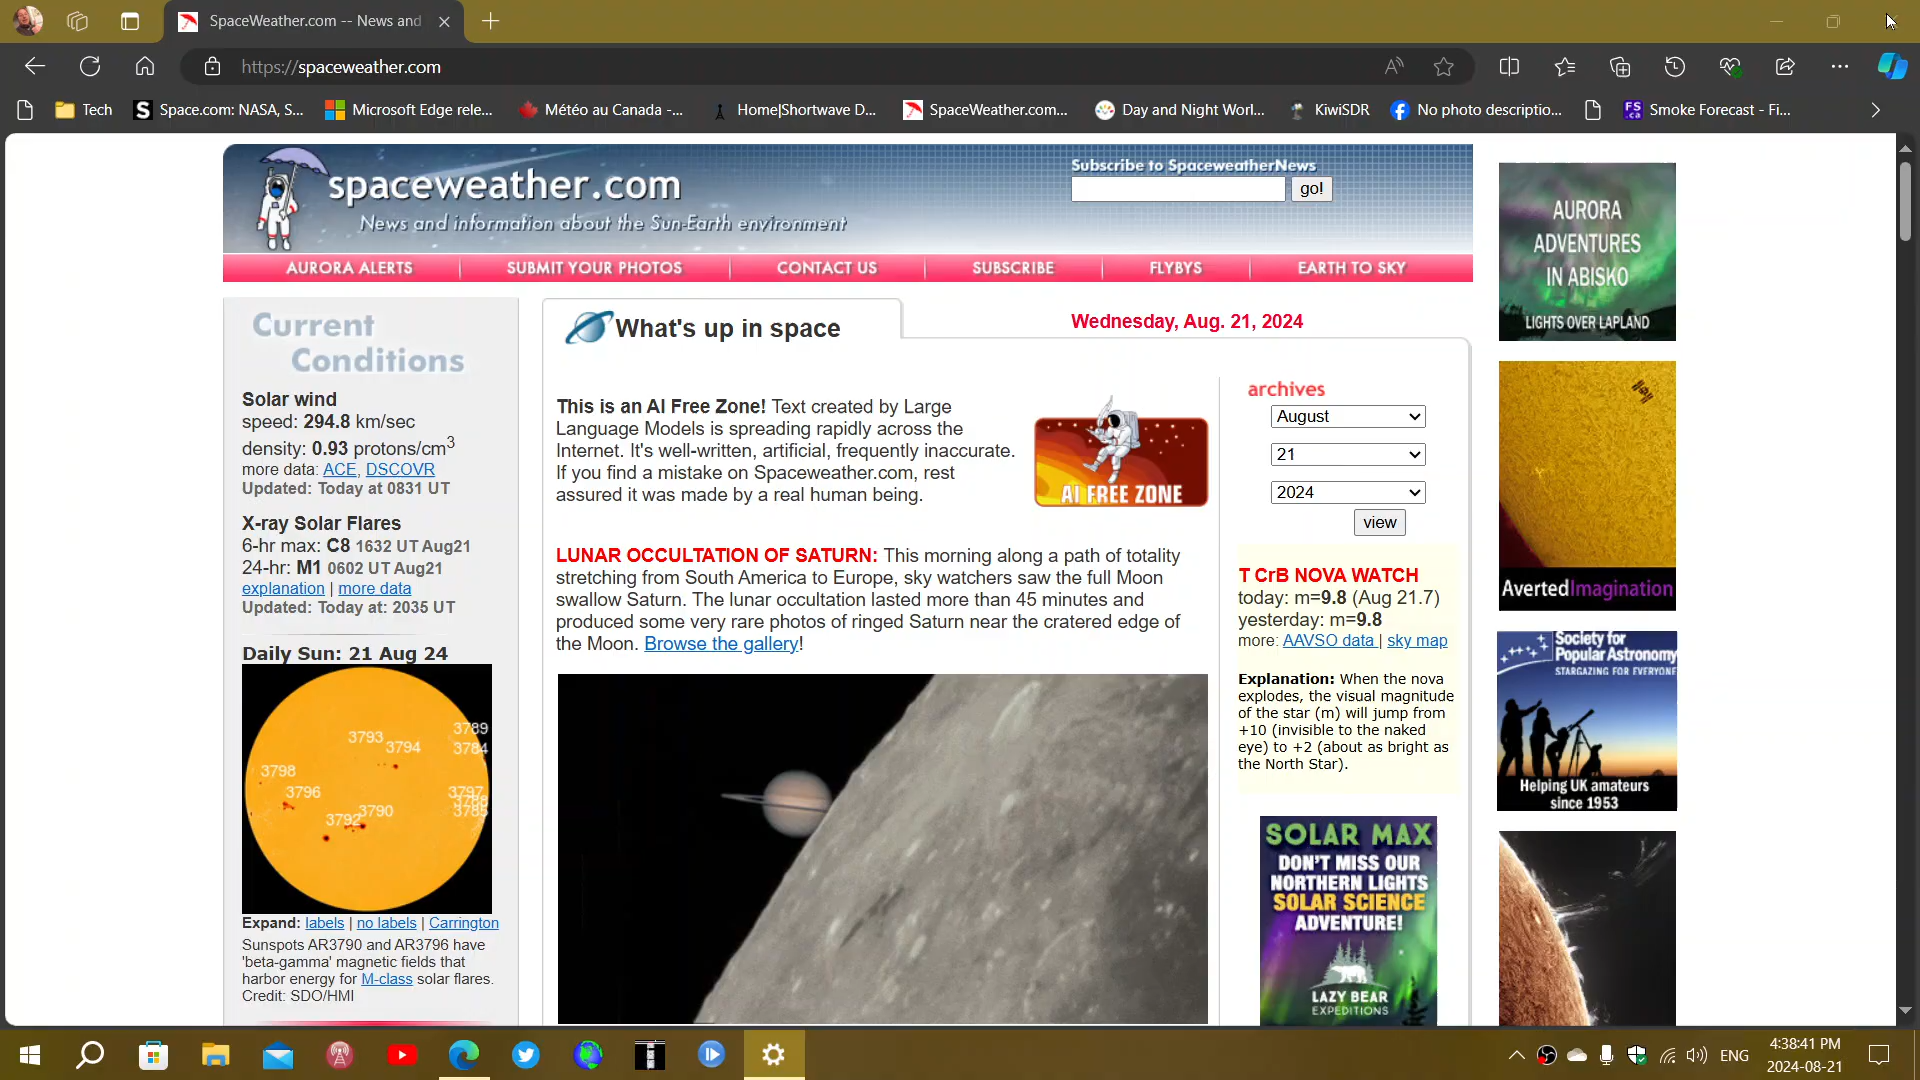 SpaceWeather.com -- News and
https://spaceweather.com
Tech
Space.com: NASA, S...
Microsoft Edge rele...
Météo au Canada -...
Home|Shortwave D...
SpaceWeather.com...
Day and Night Worl...
KiwiSDR
No photo descriptio...
FS
.ca
Smoke Forecast - Fi...
spaceweather.com
News and information about the Sun-Earth environment
Subscribe to SpaceweatherNews
go!
AURORA ALERTS
SUBMIT YOUR PHOTOS
CONTACT US
SUBSCRIBE
FLYBYS
EARTH TO SKY
Current
Conditions
Solar wind
speed: 294.8 km/sec
density: 0.93 protons/cm3
more data: ACE, DSCOVR
Updated: Today at 0831 UT
X-ray Solar Flares
6-hr max: C8 1632 UT Aug21
24-hr: M1 0602 UT Aug21
explanation | more data
Updated: Today at: 2035 UT
Daily Sun: 21 Aug 24
3789
3793
3794
3784
3798
3796
3797
3790
3792
Expand: labels | no labels | Carrington
Sunspots AR3790 and AR3796 have
'beta-gamma' magnetic fields that
harbor energy for M-class solar flares.
Credit: SDO/HMI
What's up in space
Wednesday, Aug. 21, 2024
This is an AI Free Zone! Text created by Large
Language Models is spreading rapidly across the
Internet. It's well-written, artificial, frequently inaccurate.
If you find a mistake on Spaceweather.com, rest
assured it was made by a real human being.
AI FREE ZONE
LUNAR OCCULTATION OF SATURN: This morning along a path of totality
stretching from South America to Europe, sky watchers saw the full Moon
swallow Saturn. The lunar occultation lasted more than 45 minutes and
produced some very rare photos of ringed Saturn near the cratered edge of
the Moon. Browse the gallery!
archives
August
21
2024
view
T CrB NOVA WATCH
today: m=9.8 (Aug 21.7)
yesterday: m=9.8
more: AAVSO data | sky map
Explanation: When the nova
explodes, the visual magnitude
of the star (m) will jump from
+10 (invisible to the naked
eye) to +2 (about as bright as
the North Star).
SOLAR MAX
DON'T MISS OUR
NORTHERN LIGHTS
SOLAR SCIENCE
ADVENTURE!
LAZY BEAR
EXPEDITIONS
AURORA
ADVENTURES
IN ABISKO
LIGHTS OVER LAPLAND
AvertedImagination
Society for
Popular Astronomy
STARGAZING FOR EVERYONE
Helping UK amateurs
since 1953
ENG
4:38:41 PM
2024-08-21